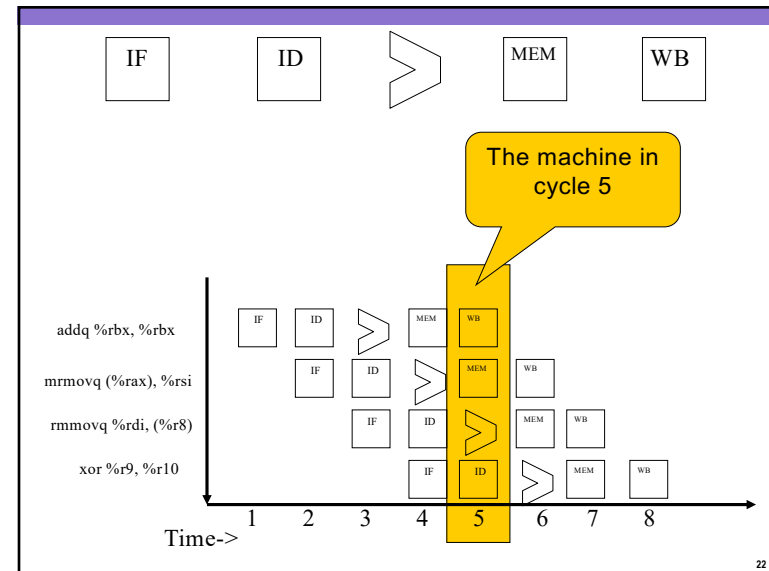 IF ID MEM WB
The machine in
cycle 5
addq %rbx, %rbx IF ID MEM WB
mrmovq (%rax), %rsi IF ID MEM WB
rmmovq %rdi, (%r8) IF ID MEM WB
xor %r9, %r10 IF ID MEM WB
1 2 3 4 5 6 7 8
Time->
22